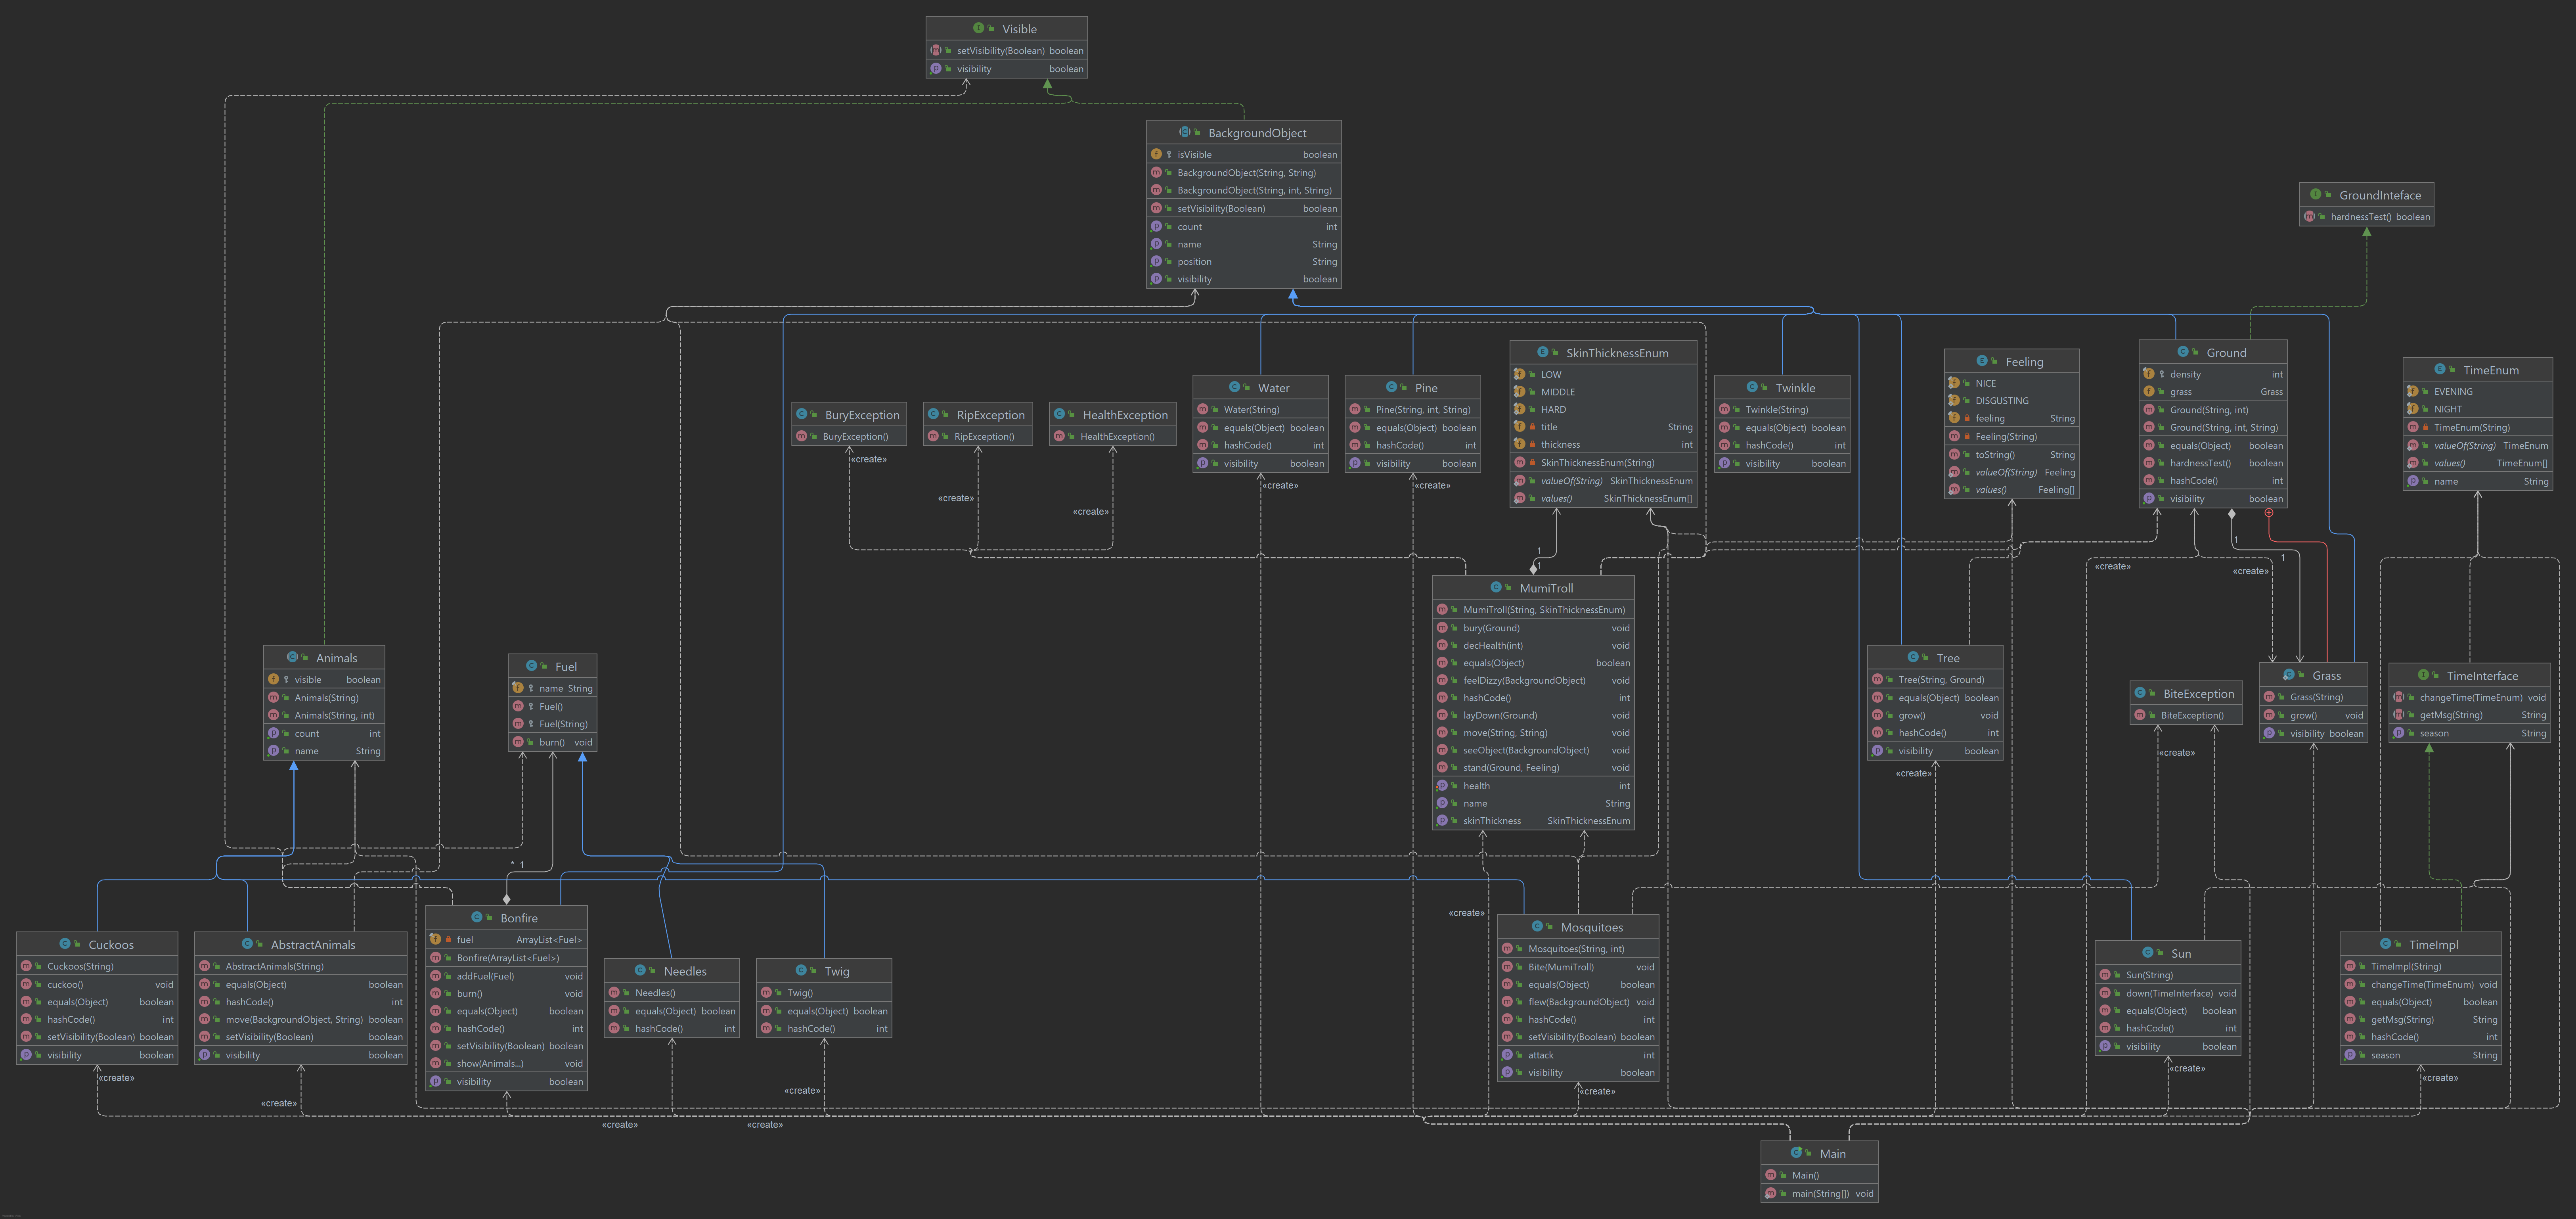 Visible
setVisibility(Boolean) boolean
visibility boolean
BackgroundObject
isVisible boolean
BackgroundObject(String, String)
BackgroundObject(String, int, String)
setVisibility(Boolean) boolean
count int
name String
position String
visibility boolean
GroundInteface
hardnessTest() boolean
BuryException
BuryException()
«create»
RipException
RipException()
«create»
HealthException
HealthException()
«create»
Water
Water(String)
equals(Object) boolean
hashCode() int
visibility boolean
«create»
Pine
Pine(String, int, String)
equals(Object) boolean
hashCode() int
visibility boolean
«create»
SkinThicknessEnum
LOW
MIDDLE
HARD
title String
thickness int
SkinThicknessEnum(String)
valueOf(String) SkinThicknessEnum
values() SkinThicknessEnum[]
1
1
Twinkle
Twinkle(String)
equals(Object) boolean
hashCode() int
visibility boolean
Feeling
NICE
DISGUSTING
feeling String
Feeling(String)
toString() String
valueOf(String) Feeling
values() Feeling[]
Ground
density int
grass Grass
Ground(String, int)
Ground(String, int, String)
equals(Object) boolean
hardnessTest() boolean
hashCode() int
visibility boolean
1
1
«create»
«create»
TimeEnum
EVENING
NIGHT
TimeEnum(String)
valueOf(String) TimeEnum
values() TimeEnum[]
name String
Animals
visible boolean
Animals(String)
Animals(String, int)
count int
name String
Fuel
name String
Fuel()
Fuel(String)
burn() void
* 1
MumiTroll
MumiTroll(String, SkinThicknessEnum)
bury(Ground) void
decHealth(int) void
equals(Object) boolean
feelDizzy(BackgroundObject) void
hashCode() int
layDown(Ground) void
move(String, String) void
seeObject(BackgroundObject) void
stand(Ground, Feeling) void
health int
name String
skinThickness SkinThicknessEnum
«create»
Tree
Tree(String, Ground)
equals(Object) boolean
grow() void
hashCode() int
visibility boolean
«create»
BiteException
BiteException()
«create»
Grass
Grass(String)
grow() void
visibility boolean
TimeInterface
changeTime(TimeEnum) void
getMsg(String) String
season String
Cuckoos
Cuckoos(String)
cuckoo() void
equals(Object) boolean
hashCode() int
setVisibility(Boolean) boolean
visibility boolean
«create»
AbstractAnimals
AbstractAnimals(String)
equals(Object) boolean
hashCode() int
move(BackgroundObject, String) boolean
setVisibility(Boolean) boolean
visibility boolean
«create»
Bonfire
fuel ArrayList<Fuel>
Bonfire(ArrayList<Fuel>)
addFuel(Fuel) void
burn() void
equals(Object) boolean
hashCode() int
setVisibility(Boolean) boolean
show(Animals...) void
visibility boolean
Needles
Needles()
equals(Object) boolean
hashCode() int
«create»
Twig
Twig()
equals(Object) boolean
hashCode() int
«create»
«create»
Mosquitoes
Mosquitoes(String, int)
Bite(MumiTroll) void
equals(Object) boolean
flew(BackgroundObject) void
hashCode() int
setVisibility(Boolean) boolean
attack int
visibility boolean
«create»
Sun
Sun(String)
down(TimeInterface) void
equals(Object) boolean
hashCode() int
visibility boolean
«create»
TimeImpl
TimeImpl(String)
changeTime(TimeEnum) void
equals(Object) boolean
getMsg(String) String
hashCode() int
season String
«create»
Main
Main()
main(String[]) void